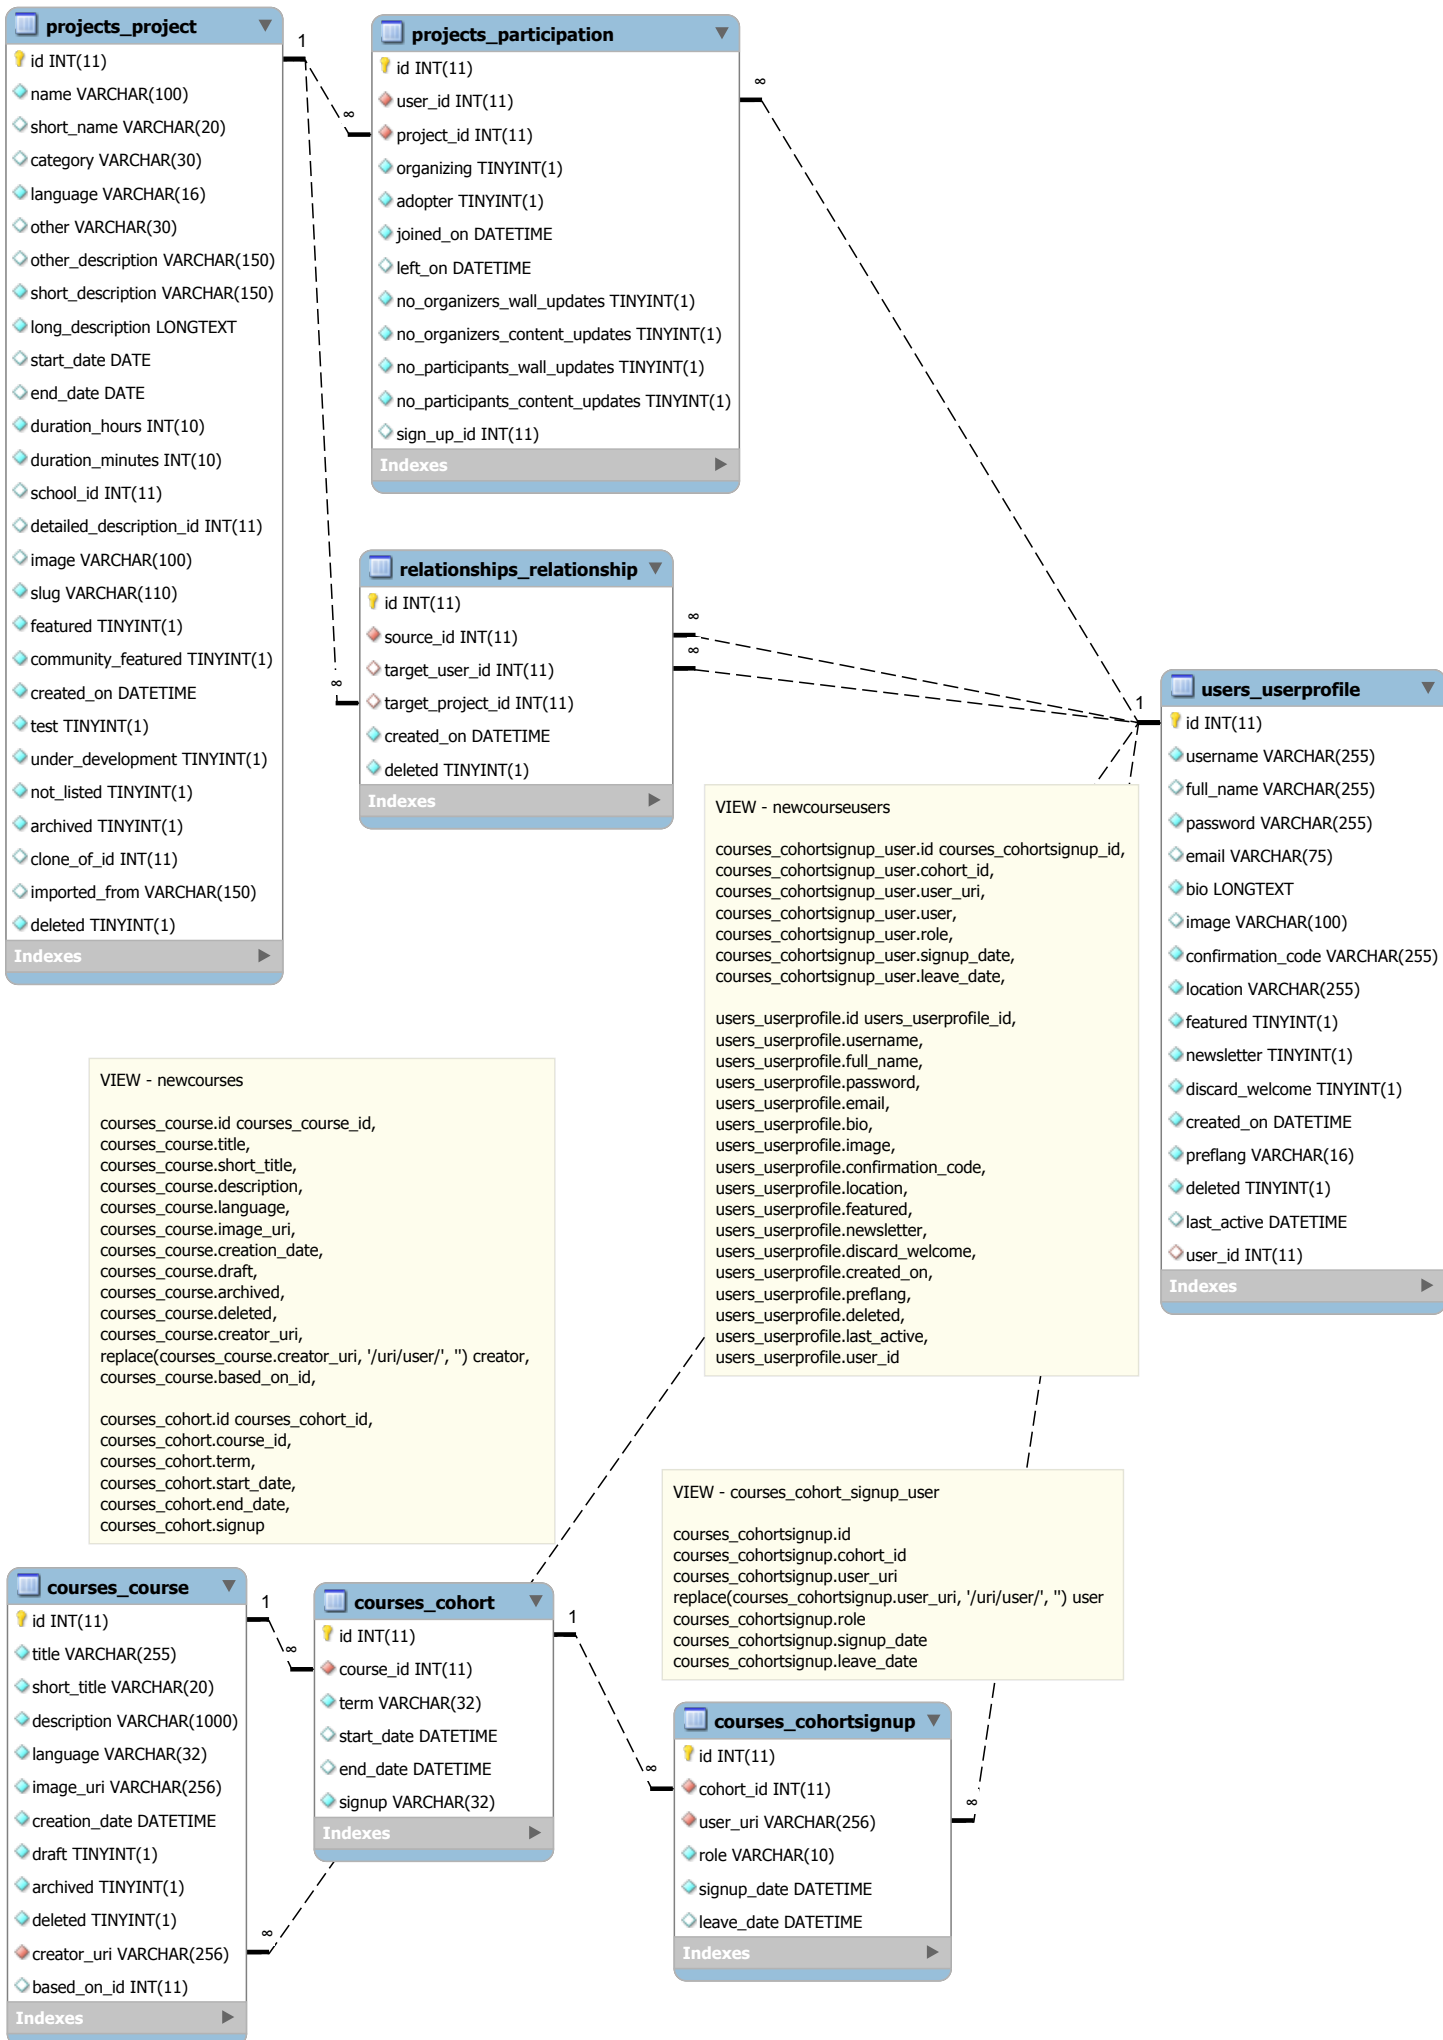 projects_project
id INT(11)
name VARCHAR(100)
short_name VARCHAR(20)
category VARCHAR(30)
language VARCHAR(16)
other VARCHAR(30)
other_description VARCHAR(150)
short_description VARCHAR(150)
long_description LONGTEXT
start_date DATE
end_date DATE
duration_hours INT(10)
duration_minutes INT(10)
school_id INT(11)
detailed_description_id INT(11)
image VARCHAR(100)
slug VARCHAR(110)
featured TINYINT(1)
community_featured TINYINT(1)
created_on DATETIME
test TINYINT(1)
under_development TINYINT(1)
not_listed TINYINT(1)
archived TINYINT(1)
clone_of_id INT(11)
imported_from VARCHAR(150)
deleted TINYINT(1)
Indexes
1
∞
∞
projects_participation
id INT(11)
user_id INT(11)
project_id INT(11)
organizing TINYINT(1)
adopter TINYINT(1)
joined_on DATETIME
left_on DATETIME
no_organizers_wall_updates TINYINT(1)
no_organizers_content_updates TINYINT(1)
no_participants_wall_updates TINYINT(1)
no_participants_content_updates TINYINT(1)
sign_up_id INT(11)
Indexes
∞
relationships_relationship
id INT(11)
source_id INT(11)
target_user_id INT(11)
target_project_id INT(11)
created_on DATETIME
deleted TINYINT(1)
Indexes
∞
∞
1
users_userprofile
id INT(11)
username VARCHAR(255)
full_name VARCHAR(255)
password VARCHAR(255)
email VARCHAR(75)
bio LONGTEXT
image VARCHAR(100)
confirmation_code VARCHAR(255)
location VARCHAR(255)
featured TINYINT(1)
newsletter TINYINT(1)
discard_welcome TINYINT(1)
created_on DATETIME
preflang VARCHAR(16)
deleted TINYINT(1)
last_active DATETIME
user_id INT(11)
Indexes
VIEW - newcourseusers
courses_cohortsignup_user.id courses_cohortsignup_id,
courses_cohortsignup_user.cohort_id,
courses_cohortsignup_user.user_uri,
courses_cohortsignup_user.user,
courses_cohortsignup_user.role,
courses_cohortsignup_user.signup_date,
courses_cohortsignup_user.leave_date,
users_userprofile.id users_userprofile_id,
users_userprofile.username,
users_userprofile.full_name,
users_userprofile.password,
users_userprofile.email,
users_userprofile.bio,
users_userprofile.image,
users_userprofile.confirmation_code,
users_userprofile.location,
users_userprofile.featured,
users_userprofile.newsletter,
users_userprofile.discard_welcome,
users_userprofile.created_on,
users_userprofile.preflang,
users_userprofile.deleted,
users_userprofile.last_active,
users_userprofile.user_id
VIEW - newcourses
courses_course.id courses_course_id,
courses_course.title,
courses_course.short_title,
courses_course.description,
courses_course.language,
courses_course.image_uri,
courses_course.creation_date,
courses_course.draft,
courses_course.archived,
courses_course.deleted,
courses_course.creator_uri,
replace(courses_course.creator_uri, '/uri/user/', '') creator,
courses_course.based_on_id,
courses_cohort.id courses_cohort_id,
courses_cohort.course_id,
courses_cohort.term,
courses_cohort.start_date,
courses_cohort.end_date,
courses_cohort.signup
VIEW - courses_cohort_signup_user
courses_cohortsignup.id
courses_cohortsignup.cohort_id
courses_cohortsignup.user_uri
replace(courses_cohortsignup.user_uri, '/uri/user/', '') user
courses_cohortsignup.role
courses_cohortsignup.signup_date
courses_cohortsignup.leave_date
courses_course
id INT(11)
title VARCHAR(255)
short_title VARCHAR(20)
description VARCHAR(1000)
language VARCHAR(32)
image_uri VARCHAR(256)
creation_date DATETIME
draft TINYINT(1)
archived TINYINT(1)
deleted TINYINT(1)
creator_uri VARCHAR(256)
based_on_id INT(11)
Indexes
1
∞
∞
courses_cohort
id INT(11)
course_id INT(11)
term VARCHAR(32)
start_date DATETIME
end_date DATETIME
signup VARCHAR(32)
Indexes
1
∞
courses_cohortsignup
id INT(11)
cohort_id INT(11)
user_uri VARCHAR(256)
role VARCHAR(10)
signup_date DATETIME
leave_date DATETIME
Indexes
∞